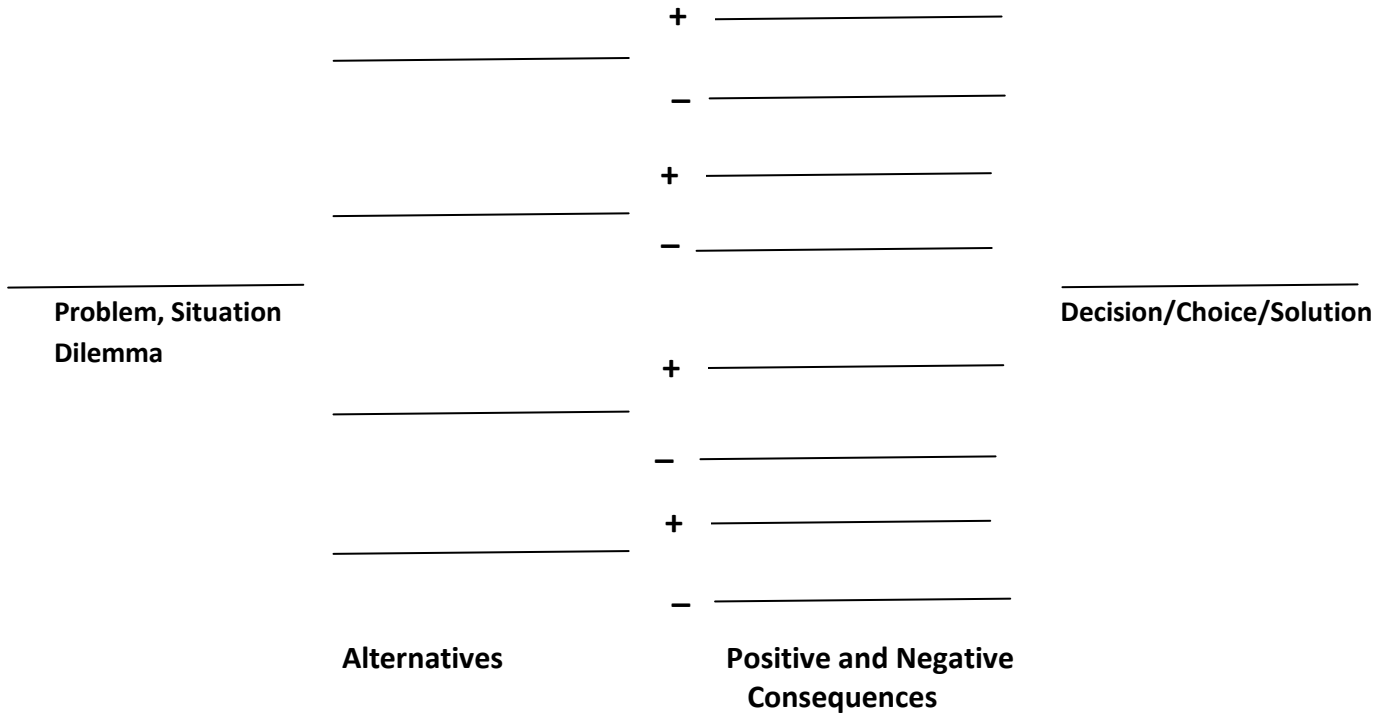 +
–
+
–
Problem, Situation
Dilemma
Decision/Choice/Solution
+
–
+
–
Alternatives
Positive and Negative
Consequences